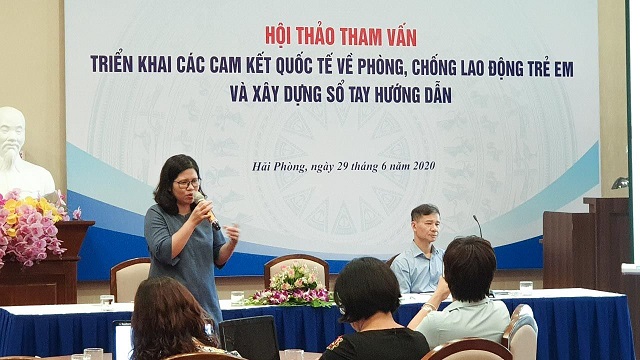 HỘI THẢO THAM VẤN
TRIỂN KHAI CÁC CAM KẾT QUỐC TẾ VỀ PHÒNG, CHỐNG LAO ĐỘNG TRẺ EM
VÀ XÂY DỰNG SỔ TAY HƯỚNG DẪN
Hải Phòng, ngày 29 tháng 6 năm 2020